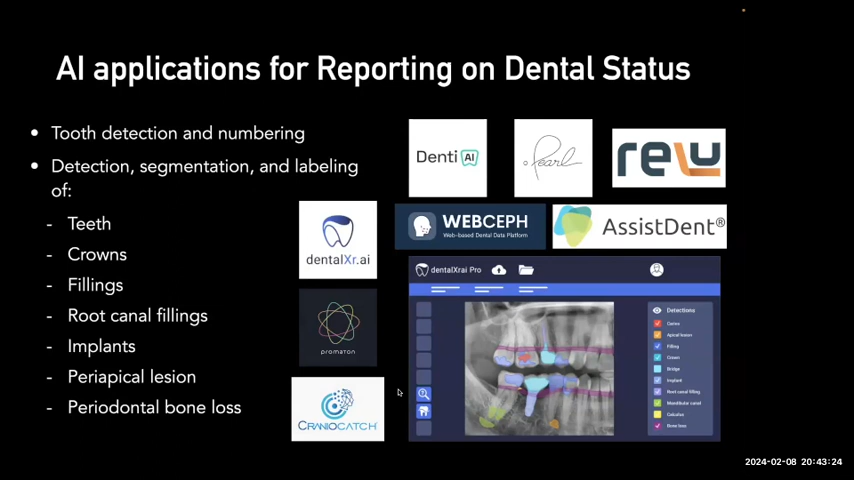 AI applications for Reporting on Dental Status
• Tooth detection and numbering
• Detection, segmentation, and labeling
of:
- Teeth
- Crowns
- Fillings
- Root canal fillings
- Implants
- Periapical lesion
- Periodontal bone loss
Denti AI
Pearl
relu
dentalXr.ai
WEBCEPH
Web-based Dental Data Platform
AssistDent®
promaton
CRANIOCATCH
dentalXrai Pro
Detections
Caries
Apical lesion
Filling
Crown
Bridge
Implant
Root canal filling
Mandibular canal
Calculus
Bone loss
2024-02-08 20:43:24